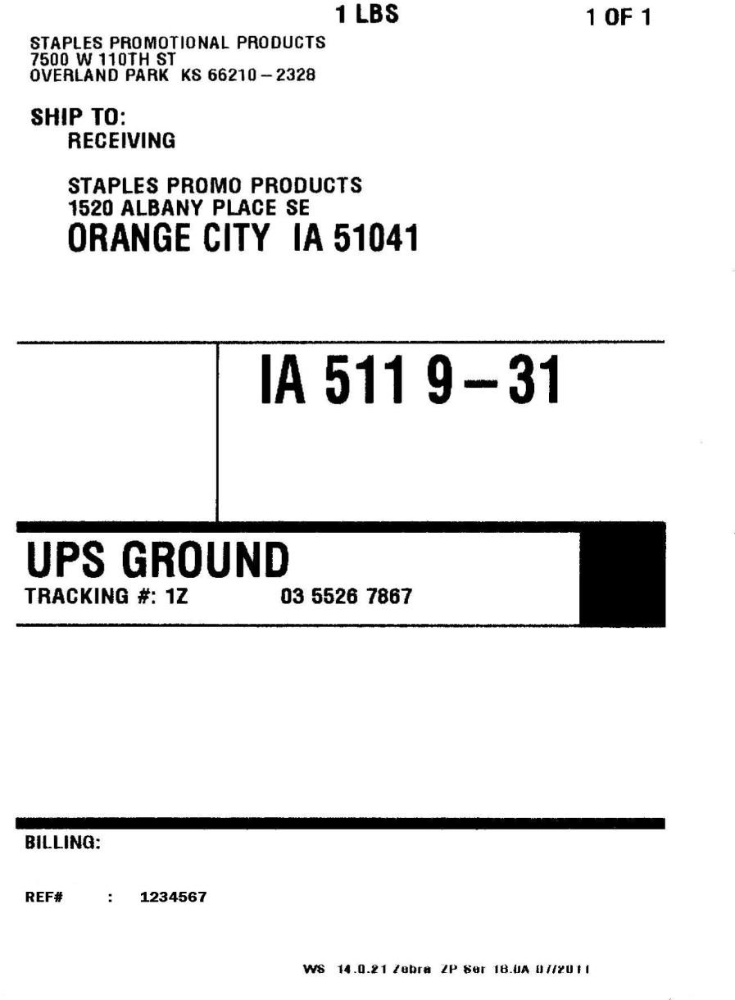 1 LBS 1 OF 1
STAPLES PROMOTIONAL PRODUCTS
7500 W 110TH ST
OVERLAND PARK KS 66210-2328
SHIP TO:
RECEIVING
STAPLES PROMO PRODUCTS
1520 ALBANY PLACE SE
ORANGE CITY IA 51041
IA 511 9-31
UPS GROUND
TRACKING #: 1Z 03 5526 7867
BILLING:
REF# : 1234567
WS 14.0.21 Zebra ZP 18.0A 07/2011